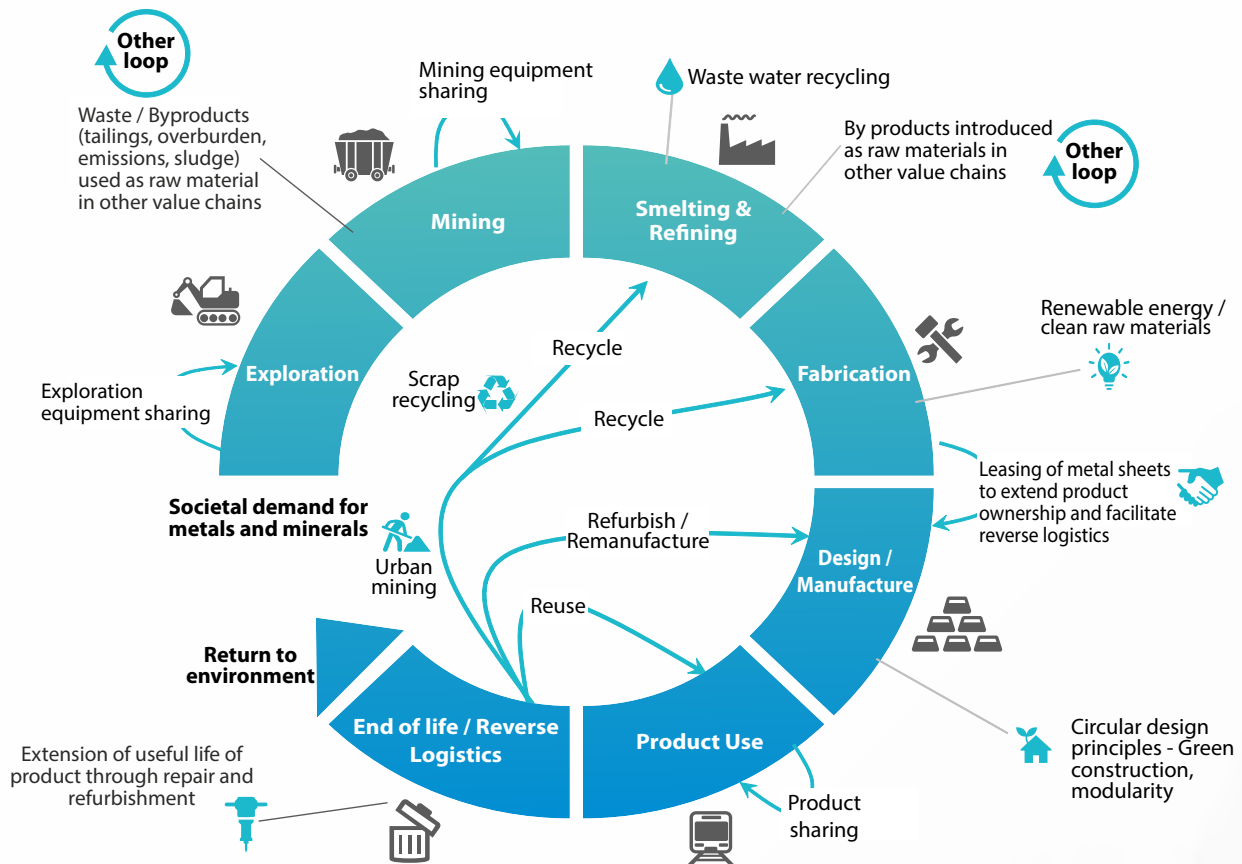 Other
loop
Waste / Byproducts
(tailings, overburden,
emissions, sludge)
used as raw material
in other value chains
Mining equipment
sharing
Waste water recycling
By products introduced
as raw materials in
other value chains
Other
loop
Mining
Smelting &
Refining
Exploration
Exploration
equipment sharing
Fabrication
Renewable energy /
clean raw materials
Recycle
Scrap
recycling
Recycle
Leasing of metal sheets
to extend product
ownership and facilitate
reverse logistics
Societal demand for
metals and minerals
Urban
mining
Refurbish /
Remanufacture
Design /
Manufacture
Reuse
Return to
environment
End of life / Reverse
Logistics
Product Use
Circular design
principles - Green
construction,
modularity
Extension of useful life of
product through repair and
refurbishment
Product
sharing